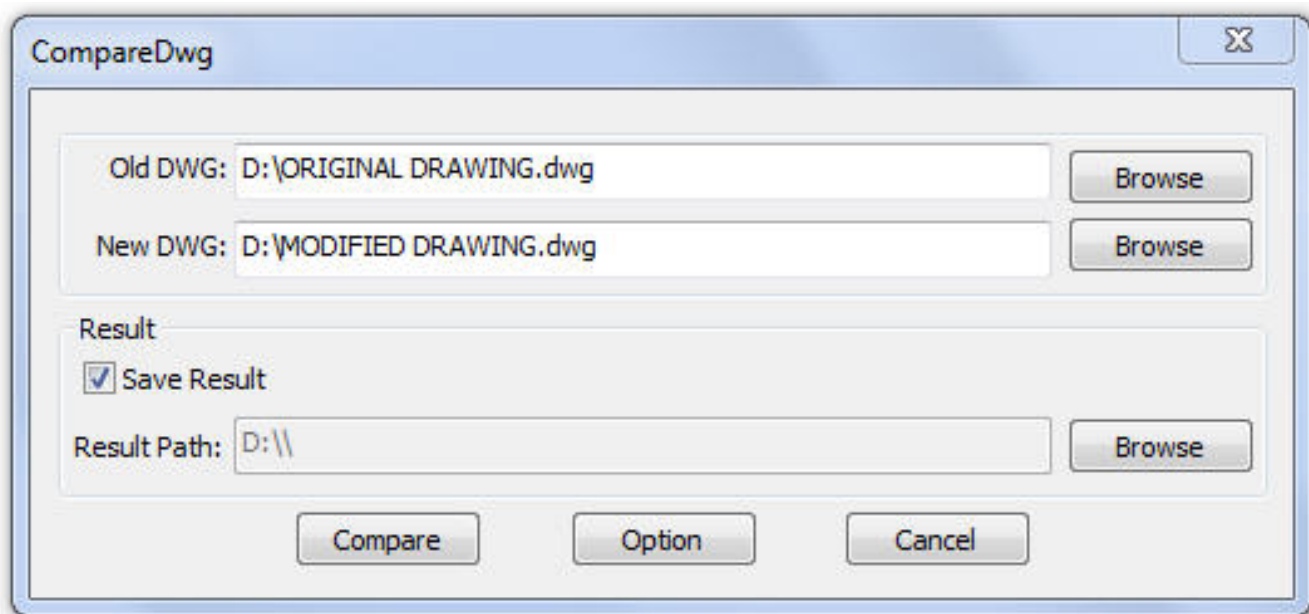 CompareDwg
Old DWG: D:\ORIGINAL DRAWING.dwg Browse
New DWG: D:\MODIFIED DRAWING.dwg Browse
Result
Save Result
Result Path: D:\\ Browse
Compare Option Cancel